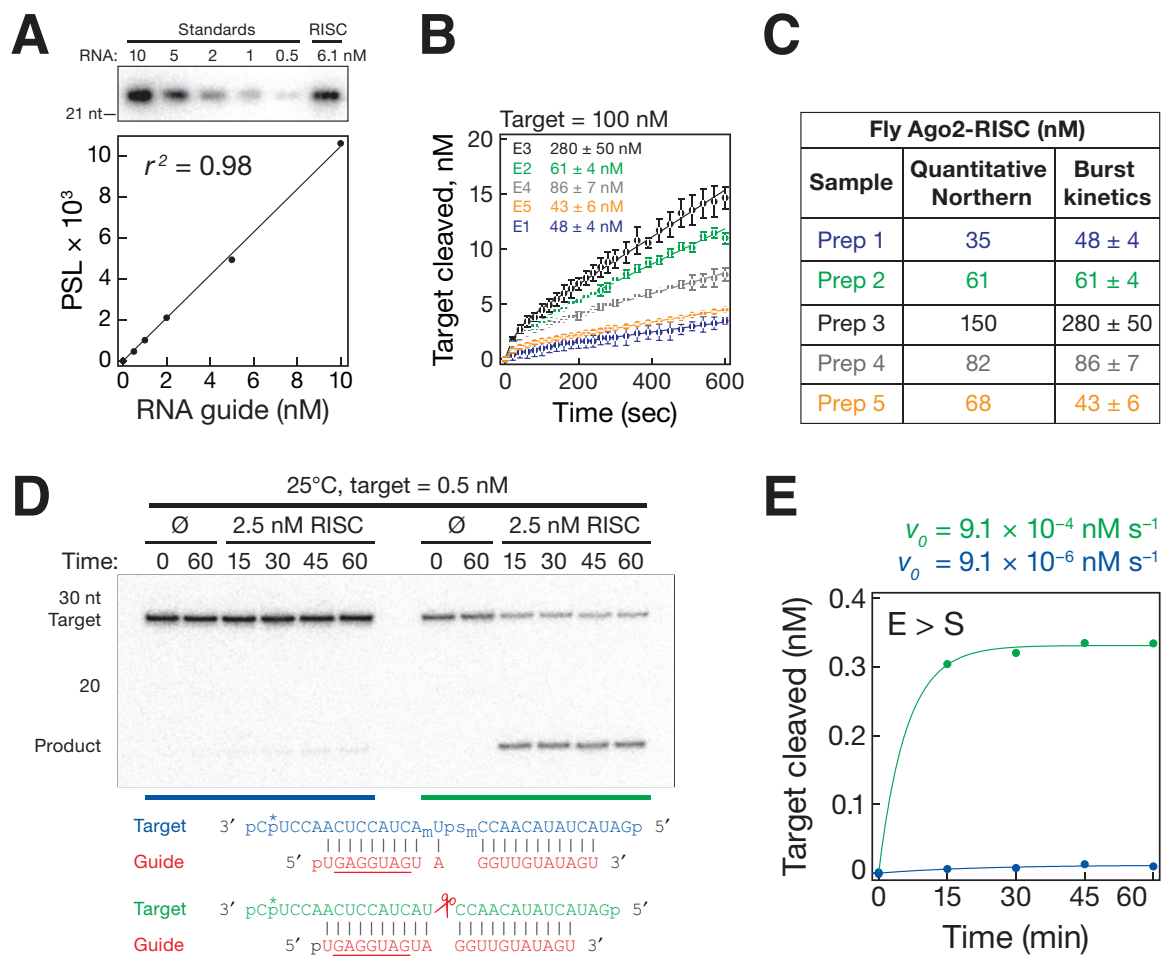 A
Standards RISC
RNA: 10 5 2 1 0.5 6.1 nM
21 nt
r² = 0.98
PSL × 10³
10
8
6
4
2
0
0 2 4 6 8 10
RNA guide (nM)
B
Target = 100 nM
E3 280 ± 50 nM
E2 61 ± 4 nM
E4 86 ± 7 nM
E5 43 ± 6 nM
E1 48 ± 4 nM
Target cleaved, nM
20
15
10
5
0
0 200 400 600
Time (sec)
C
Fly Ago2-RISC (nM)
Sample Quantitative Northern Burst kinetics
Prep 1 35 48 ± 4
Prep 2 61 61 ± 4
Prep 3 150 280 ± 50
Prep 4 82 86 ± 7
Prep 5 68 43 ± 6
D
25°C, target = 0.5 nM
Ø 2.5 nM RISC Ø 2.5 nM RISC
Time: 0 60 15 30 45 60 0 60 15 30 45 60
30 nt
Target
20
Product
Target 3′ pCp*UCCAACUCCAUCAmUpsmCCAACAUAUCAUAGp 5′
Guide 5′ pUGAGGUAGU A GGUUGUAUAGU 3′
Target 3′ pCp*UCCAACUCCAUCAU CCAACAUAUCAUAGp 5′
Guide 5′ pUGAGGUAGUA GGUUGUAUAGU 3′
E
v₀ = 9.1 × 10⁻⁴ nM s⁻¹
v₀ = 9.1 × 10⁻⁶ nM s⁻¹
E > S
Target cleaved (nM)
0.4
0.3
0.2
0.1
0
0 15 30 45 60
Time (min)